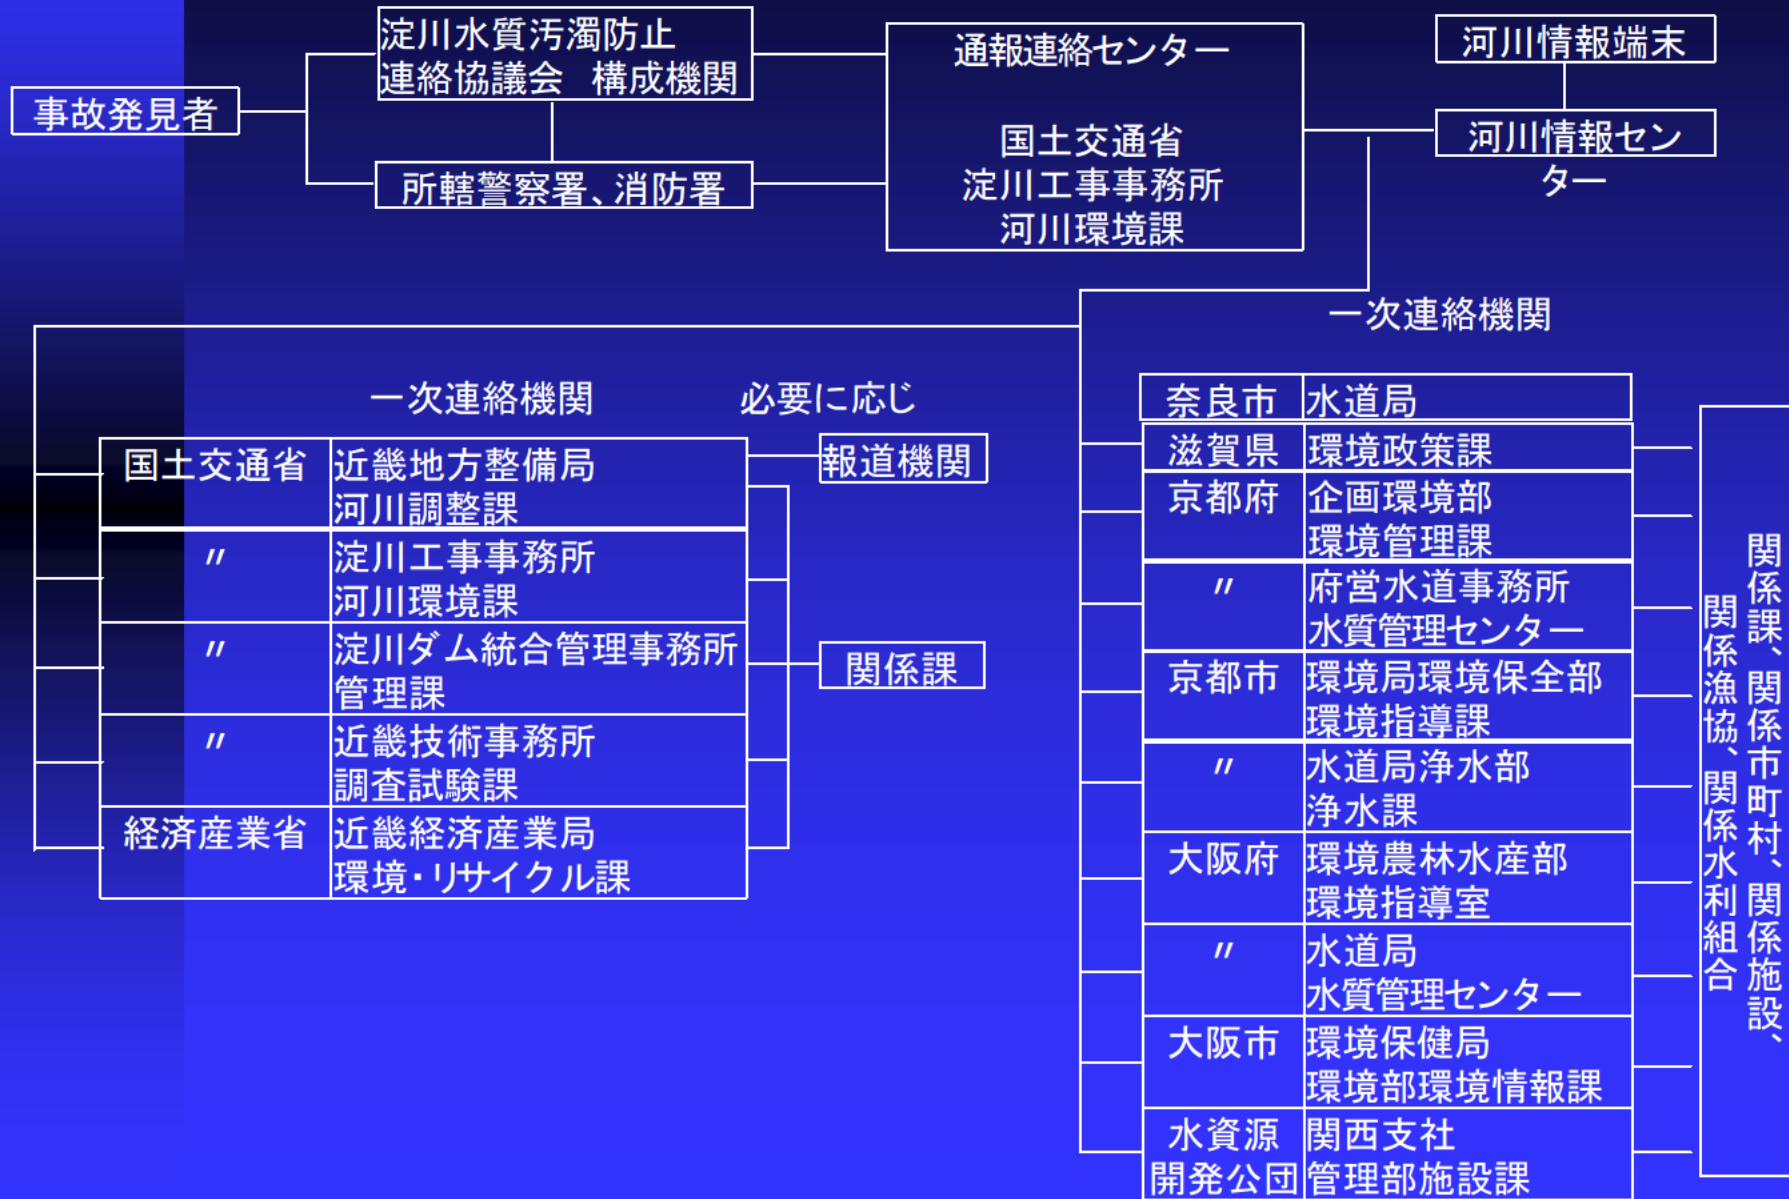 淀川水質汚濁防止
連絡協議会　構成機関
事故発見者
所轄警察署、消防署
通報連絡センター
国土交通省
淀川工事事務所
河川環境課
河川情報端末
河川情報セン
ター
一次連絡機関
必要に応じ
国土交通省 近畿地方整備局
河川調整課
〃 淀川工事事務所
河川環境課
〃 淀川ダム統合管理事務所
管理課
〃 近畿技術事務所
調査試験課
経済産業省 近畿経済産業局
環境・リサイクル課
報道機関
関係課
一次連絡機関
奈良市 水道局
滋賀県 環境政策課
京都府 企画環境部
環境管理課
〃 府営水道事務所
水質管理センター
京都市 環境局環境保全部
環境指導課
〃 水道局浄水部
浄水課
大阪府 環境農林水産部
環境指導室
〃 水道局
水質管理センター
大阪市 環境保健局
環境部環境情報課
水資源 関西支社
開発公団 管理部施設課
関係課、関係市町村、関係施設、
関係漁協、関係水利組合